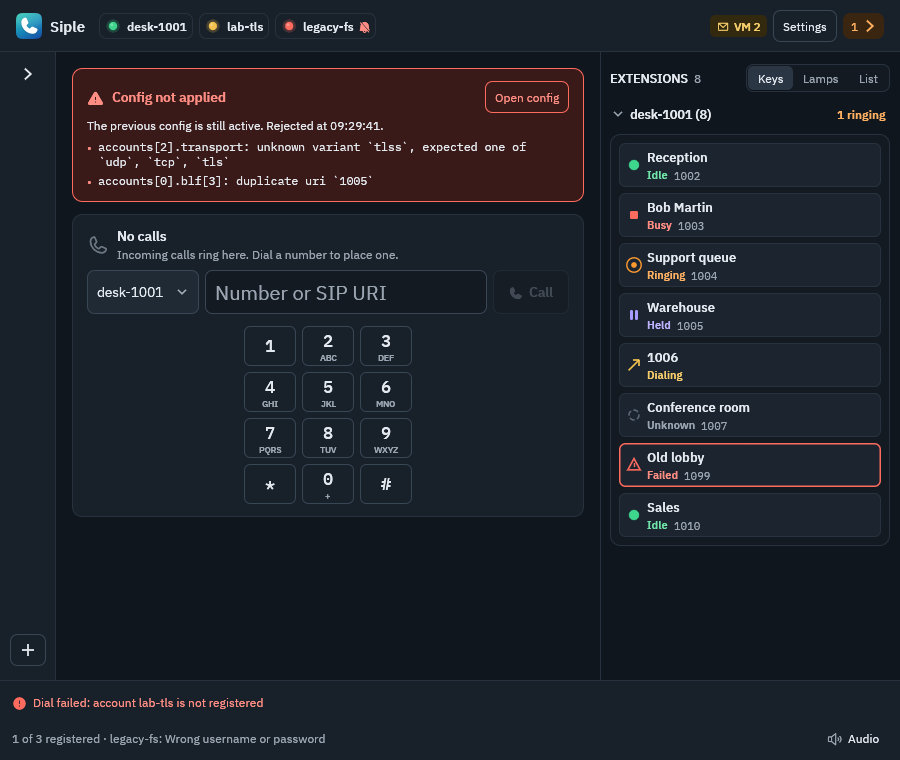 Siple
desk-1001
lab-tls
legacy-fs
VM 2
Settings
1
Config not applied
Open config
The previous config is still active. Rejected at 09:29:41.
• accounts[2].transport: unknown variant `tlss`, expected one of
`udp`, `tcp`, `tls`
• accounts[0].blf[3]: duplicate uri `1005`
No calls
Incoming calls ring here. Dial a number to place one.
desk-1001
Number or SIP URI
Call
1
2
ABC
3
DEF
4
GHI
5
JKL
6
MNO
7
PQRS
8
TUV
9
WXYZ
*
0
+
#
EXTENSIONS 8
Keys
Lamps
List
desk-1001 (8)
1 ringing
Reception
Idle 1002
Bob Martin
Busy 1003
Support queue
Ringing 1004
Warehouse
Held 1005
1006
Dialing
Conference room
Unknown 1007
Old lobby
Failed 1099
Sales
Idle 1010
Dial failed: account lab-tls is not registered
1 of 3 registered · legacy-fs: Wrong username or password
Audio